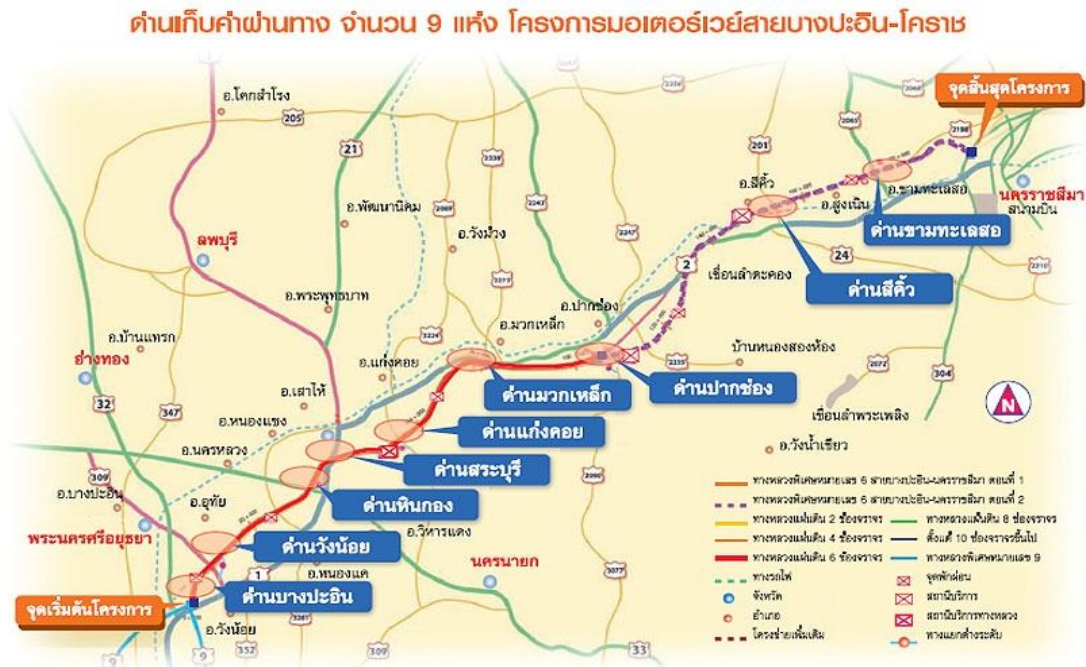 ด่านเก็บค่าผ่านทาง จำนวน 9 แห่ง โครงการมอเตอร์เวย์สายบางปะอิน-โคราช
จุดสิ้นสุดโครงการ
อ.โคกสำโรง
205
21
201
2198
อ.สีคิ้ว
อ.สูงเนิน
อ.ขามทะเลสอ
นครราชสีมา
สนามบิน
ด่านขามทะเลสอ
อ.พัฒนานิคม
อ.วังม่วง
ลพบุรี
2
24
เขื่อนลำตะคอง
ด่านสีคิ้ว
อ.พระพุทธบาท
อ.ปากช่อง
อ.มวกเหล็ก
อ.บ้านแพรก
อ.แก่งคอย
บ้านหนองสองห้อง
อ่างทอง
2072
304
ด่านปากช่อง
ด่านมวกเหล็ก
32
347
อ.เสาไห้
เขื่อนลำพระเพลิง
N
อ.หนองแซง
ด่านแก่งคอย
อ.นครหลวง
อ.วังน้ำเขียว
ด่านสระบุรี
309
อ.บางปะอิน
อ.อุทัย
ด่านหินกอง
พระนครศรีอยุธยา
อ.วิหารแดง
ด่านวังน้อย
1
อ.หนองแค
นครนายก
3077
ด่านบางปะอิน
จุดเริ่มต้นโครงการ
อ.วังน้อย
9
9
352
309
33
ทางหลวงพิเศษหมายเลข 6 สายบางปะอิน-นครราชสีมา ตอนที่ 1
ทางหลวงพิเศษหมายเลข 6 สายบางปะอิน-นครราชสีมา ตอนที่ 2
ทางหลวงแผ่นดิน 2 ช่องจราจร
ทางหลวงแผ่นดิน 8 ช่องจราจร
ทางหลวงแผ่นดิน 4 ช่องจราจร
ตั้งแต่ 10 ช่องจราจรขึ้นไป
ทางหลวงแผ่นดิน 6 ช่องจราจร
ทางหลวงพิเศษหมายเลข 9
ทางรถไฟ
จุดพักผ่อน
จังหวัด
สถานีบริการ
อำเภอ
สถานีบริการทางหลวง
โครงข่ายเพิ่มเติม
ทางแยกต่างระดับ